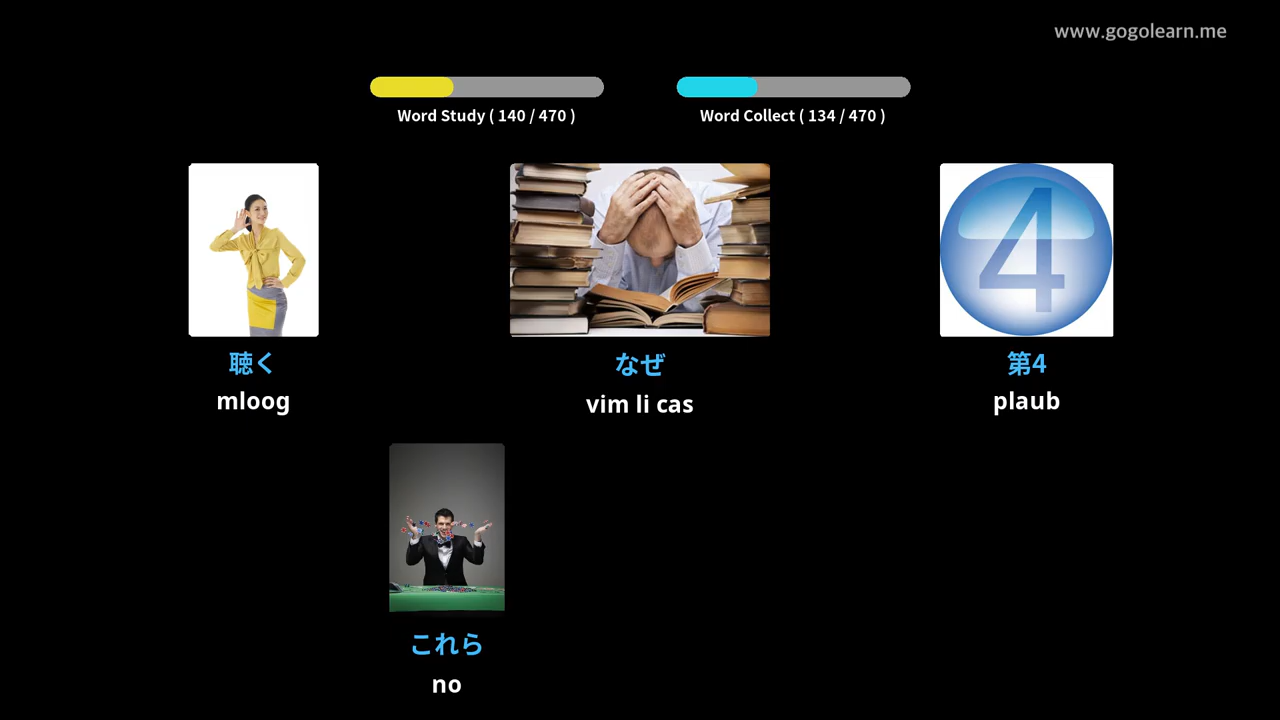 www.gogolearn.me
Word Study ( 140 / 470 )
Word Collect ( 134 / 470 )
4
聴く
mloog
なぜ
vim li cas
第4
plaub
これら
no